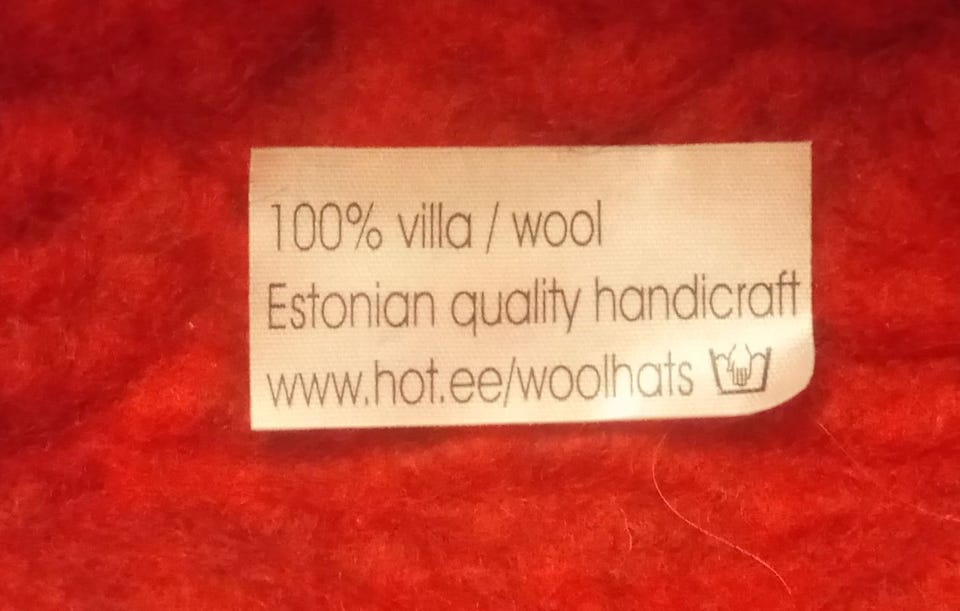 100% villa / wool
Estonian quality handicraft
www.hot.ee/woolhats